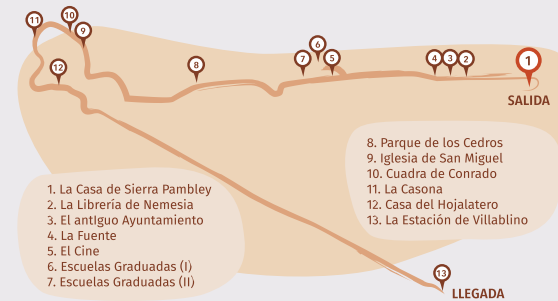 11
10
9
12
8
7
6
5
4
3
2
1
SALIDA
8. Parque de los Cedros
9. Iglesia de San Miguel
10. Cuadra de Conrado
11. La Casona
12. Casa del Hojalatero
13. La Estación de Villablino
1. La Casa de Sierra Pambley
2. La Librería de Nemesia
3. El antIguo Ayuntamiento
4. La Fuente
5. El Cine
6. Escuelas Graduadas (I)
7. Escuelas Graduadas (II)
13
LLEGADA